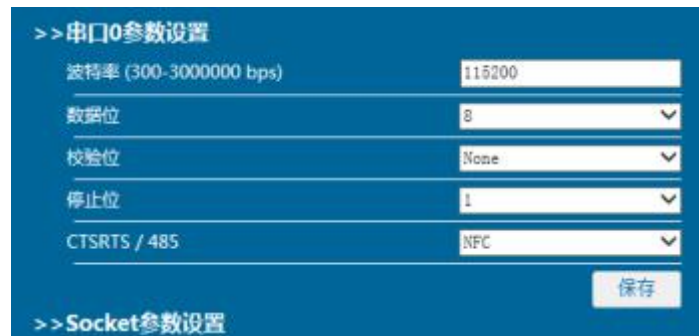 >>串口0参数设置
波特率 (300-3000000 bps) 115200
数据位 8
校验位 None
停止位 1
CTSRTS / 485 NFC
保存
>>Socket参数设置